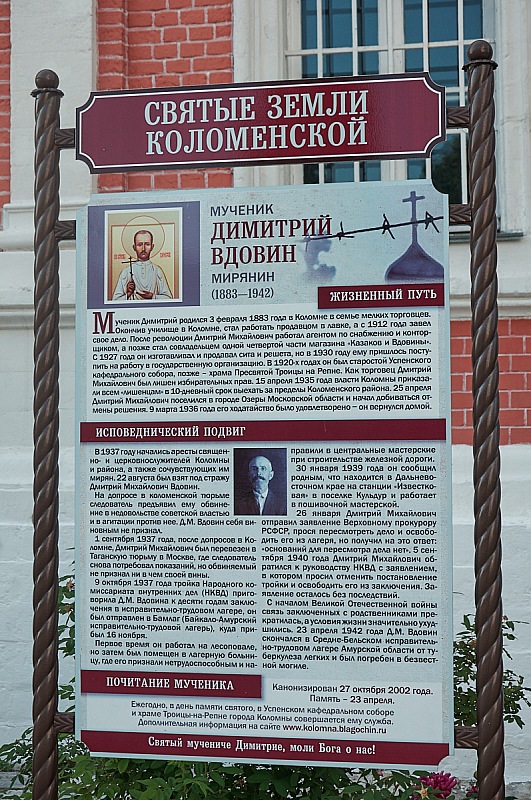 СВЯТЫЕ ЗЕМЛИ
КОЛОМЕНСКОЙ
МУЧЕНИК
ДИМИТРИЙ
ВДОВИН
МИРЯНИН
(1883—1942)
ЖИЗНЕННЫЙ ПУТЬ
Мученик Димитрий родился 3 февраля 1883 года в Коломне в семье мелких торговцев.
Окончив училище в Коломне, стал работать продавцом в лавке, а с 1912 года завел
свое дело. После революции Дмитрий Михайлович работал агентом по снабжению и контор-
щиком, а позже стал совладельцем одной четвертой части магазина «Казаков и Вдовины».
С 1927 года он изготавливал и продавал сита и решета, но в 1930 году ему пришлось посту-
пить на работу в государственную организацию. В 1920-х годах он был старостой Успенского
кафедрального собора, позже – храма Пресвятой Троицы на Репне. Как торговец Дмитрий
Михайлович был лишен избирательных прав. 15 апреля 1935 года власти Коломны приказа-
ли всем «лишенцам» в 10-дневный срок выехать за пределы Коломенского района. 25 апреля
Дмитрий Михайлович поселился в городе Озеры Московской области и начал добиваться от-
мены решения. 9 марта 1936 года его ходатайство было удовлетворено – он вернулся домой.
ИСПОВЕДНИЧЕСКИЙ ПОДВИГ
В 1937 году начались аресты священ-
но- и церковнослужителей Коломны
и района, а также сочувствующих им
мирян. 22 августа был взят под стражу
Дмитрий Михайлович Вдовин.
На допросе в коломенской тюрьме
следователь предъявил ему обвине-
ние в недовольстве советской властью
и в агитации против нее. Д.М. Вдовин себя ви-
новным не признал.
1 сентября 1937 года, после допросов в Ко-
ломне, Дмитрий Михайлович был перевезен в
Таганскую тюрьму в Москве, где следователь
снова потребовал показаний, но обвиняемый
не признал ни в чем своей вины.
9 октября 1937 года тройка Народного ко-
миссариата внутренних дел (НКВД) приго-
ворила Д.М. Вдовина к десяти годам заклю-
чения в исправительно-трудовом лагере, он
был отправлен в Бамлаг (Байкало-Амурский
исправительно-трудовой лагерь), куда при-
был 16 ноября.
Первое время он работал на лесоповале,
но затем был помещен в лагерную больни-
цу, где его признали нетрудоспособным и на-
правили в центральные мастерские
при строительстве железной дороги.
30 января 1939 года он сообщил
родным, что находится в Дальнево-
сточном крае на станции «Известко-
вая» в поселке Кульдур и работает
в пошивочной мастерской.
26 января Дмитрий Михайлович
отправил заявление Верховному прокурору
РСФСР, прося пересмотреть дело и освобо-
дить его из лагеря, но получил на это ответ:
«оснований для пересмотра дела нет». 5 сен-
тября 1940 года Дмитрий Михайлович об-
ратился к руководству НКВД с заявлением,
в котором просил отменить постановление
тройки и освободить его из заключения. За-
явление осталось без последствий.
С началом Великой Отечественной войны
связь заключенных с родственниками пре-
кратилась, а условия жизни значительно ухуд-
шились. 23 апреля 1942 года Д.М. Вдовин
скончался в Средне-Бельском исправитель-
но-трудовом лагере Амурской области от ту-
беркулеза легких и был погребен в безвест-
ной могиле.
ПОЧИТАНИЕ МУЧЕНИКА
Канонизирован 27 октября 2002 года.
Память – 23 апреля.
Ежегодно, в день памяти святого, в Успенском кафедральном соборе
и храме Троицы-на-Репне города Коломны совершается ему служба.
Дополнительная информация на сайте www.kolomna.blagochin.ru
Святый мучениче Димитрие, моли Бога о нас!